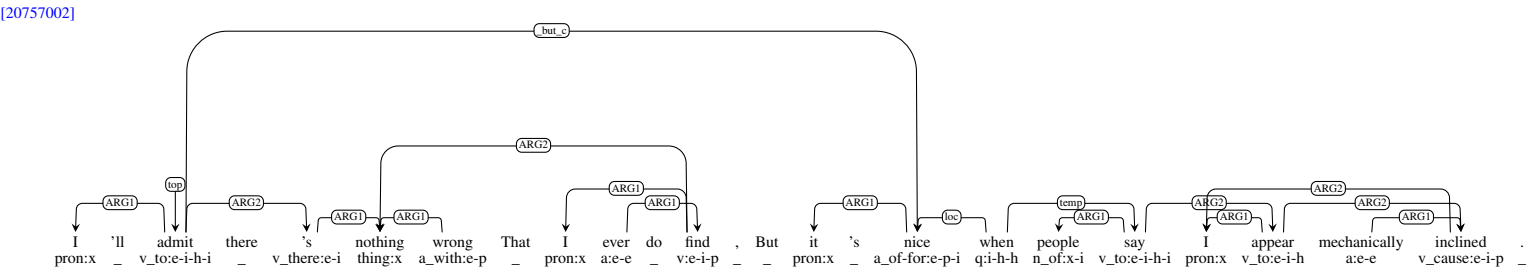 [20757002]
_but_c
ARG2
top
ARG1 ARG2
ARG1 ARG2 ARG1 ARG1 ARG1 ARG1 loc temp ARG1 ARG2 ARG1 ARG2 ARG1
I 'll admit there 's nothing wrong That I ever do find , But it 's nice when people say I appear mechanically inclined .
pron:x _ v_to:e-i-h-i _ v_there:e-i thing:x a_with:e-p _ pron:x a:e-e _ v:e-i-p _ _ pron:x _ a_of-for:e-p-i q:i-h-h n_of:x-i v_to:e-i-h-i pron:x v_to:e-i-h a:e-e v_cause:e-i-p _